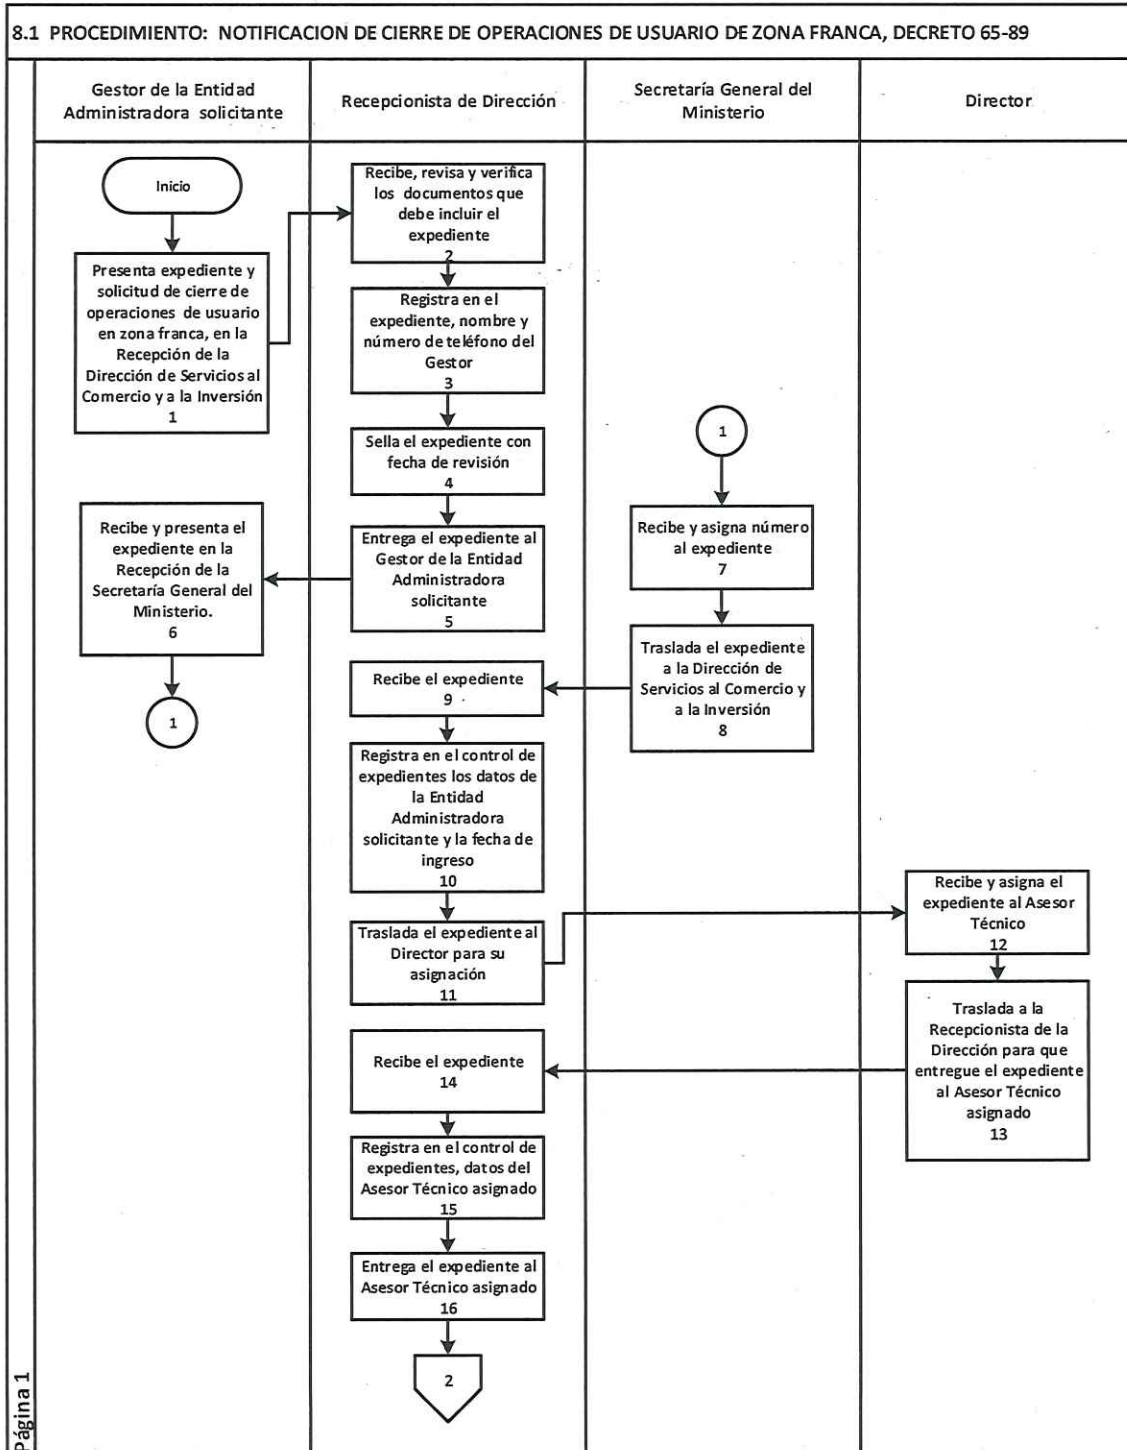 8.1 PROCEDIMIENTO: NOTIFICACION DE CIERRE DE OPERACIONES DE USUARIO DE ZONA FRANCA, DECRETO 65-89
Gestor de la Entidad
Administradora solicitante
Recepcionista de Dirección
Secretaría General del
Ministerio
Director
Inicio
Presenta expediente y
solicitud de cierre de
operaciones de usuario
en zona franca, en la
Recepción de la
Dirección de Servicios al
Comercio y a la Inversión
1
Recibe, revisa y verifica
los documentos que
debe incluir el
expediente
2
Registra en el
expediente, nombre y
número de teléfono del
Gestor
3
Sella el expediente con
fecha de revisión
4
Entrega el expediente al
Gestor de la Entidad
Administradora
solicitante
5
Recibe y presenta el
expediente en la
Recepción de la
Secretaría General del
Ministerio.
6
1
1
Recibe y asigna número
al expediente
7
Traslada el expediente
a la Dirección de
Servicios al Comercio y
a la Inversión
8
Recibe el expediente
9
Registra en el control de
expedientes los datos de
la Entidad
Administradora
solicitante y la fecha de
ingreso
10
Traslada el expediente al
Director para su
asignación
11
Recibe y asigna el
expediente al Asesor
Técnico
12
Traslada a la
Recepcionista de la
Dirección para que
entregue el expediente
al Asesor Técnico
asignado
13
Recibe el expediente
14
Registra en el control de
expedientes, datos del
Asesor Técnico asignado
15
Entrega el expediente al
Asesor Técnico asignado
16
2
Página 1